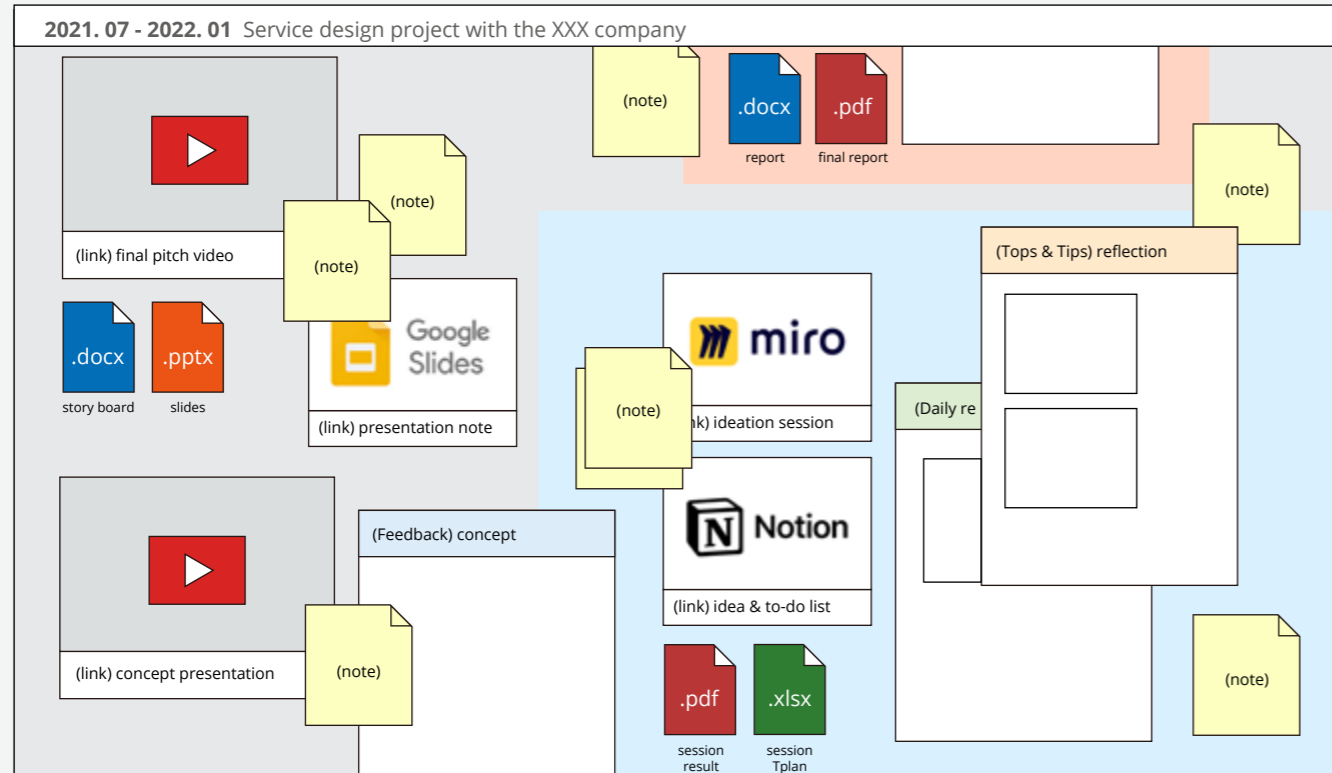 2021. 07 - 2022. 01 Service design project with the XXX company
(note)
.docx
.pdf
report
final report
(note)
(note)
(note)
(link) final pitch video
(Tops & Tips) reflection
.docx
.pptx
story board
slides
Google
Slides
(link) presentation note
miro
(note)
nk) ideation session
(Daily re
(Feedback) concept
Notion
(link) idea & to-do list
(link) concept presentation
(note)
(note)
.pdf
.xlsx
session
result
session
Tplan